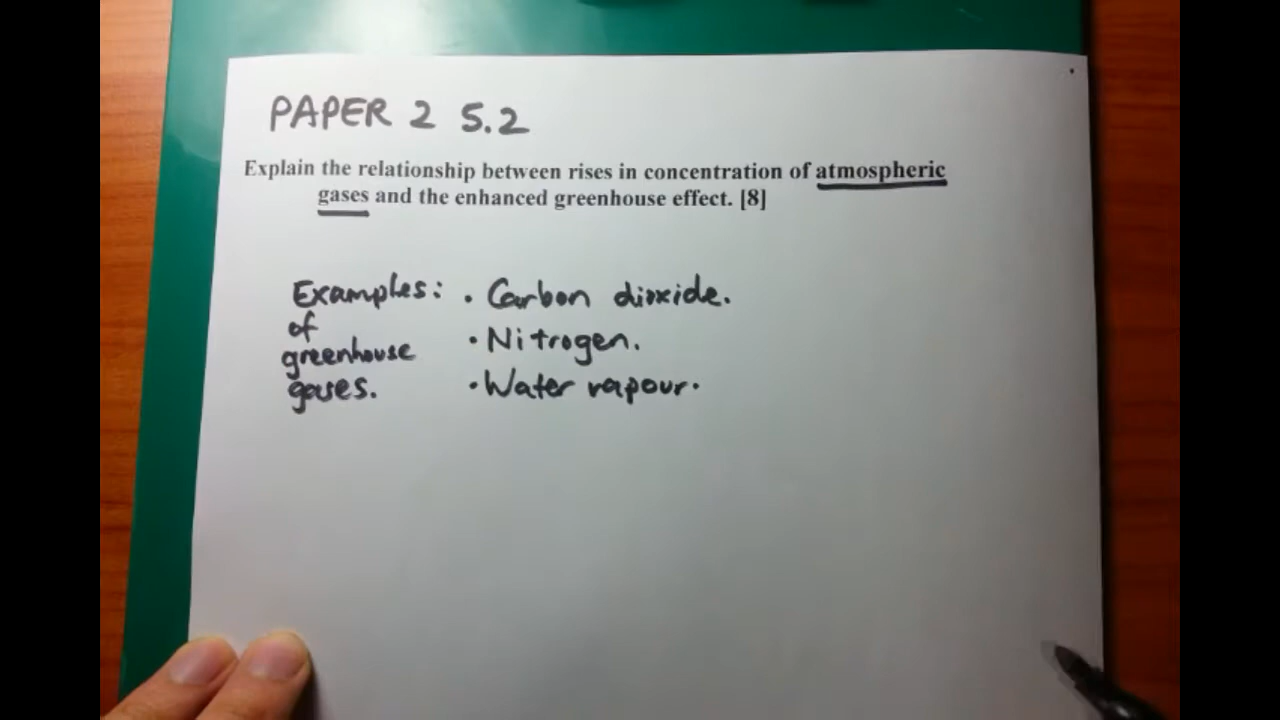 PAPER 2 5.2
Explain the relationship between rises in concentration of atmospheric
gases and the enhanced greenhouse effect. [8]
Examples: • Carbon dioxide.
of
greenhouse • Nitrogen.
gases. • Water vapour.